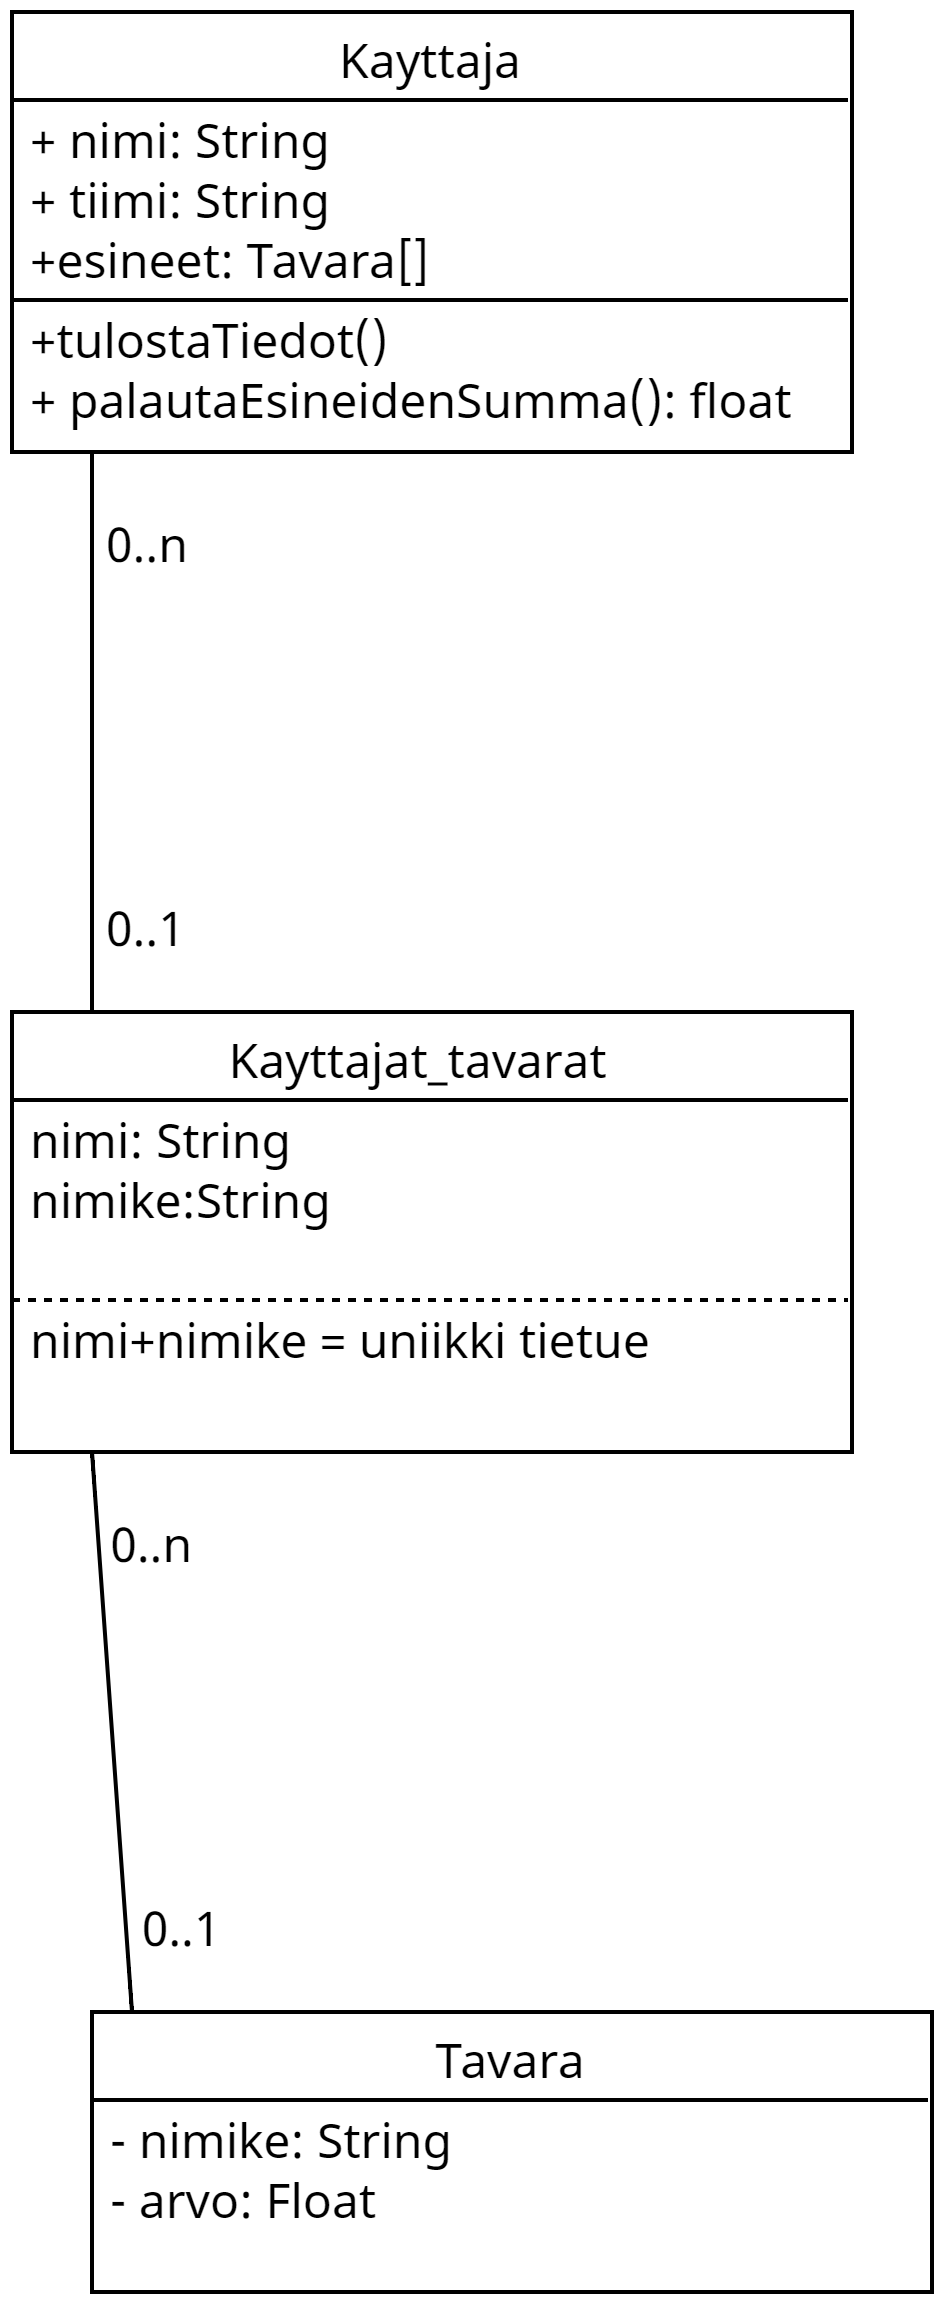 Kayttaja
+ nimi: String
+ tiimi: String
+esineet: Tavara[]
+tulostaTiedot()
+ palautaEsineidenSumma(): float
0..n
0..1
Kayttajat_tavarat
nimi: String
nimike:String
nimi+nimike = uniikki tietue
0..n
0..1
Tavara
- nimike: String
- arvo: Float